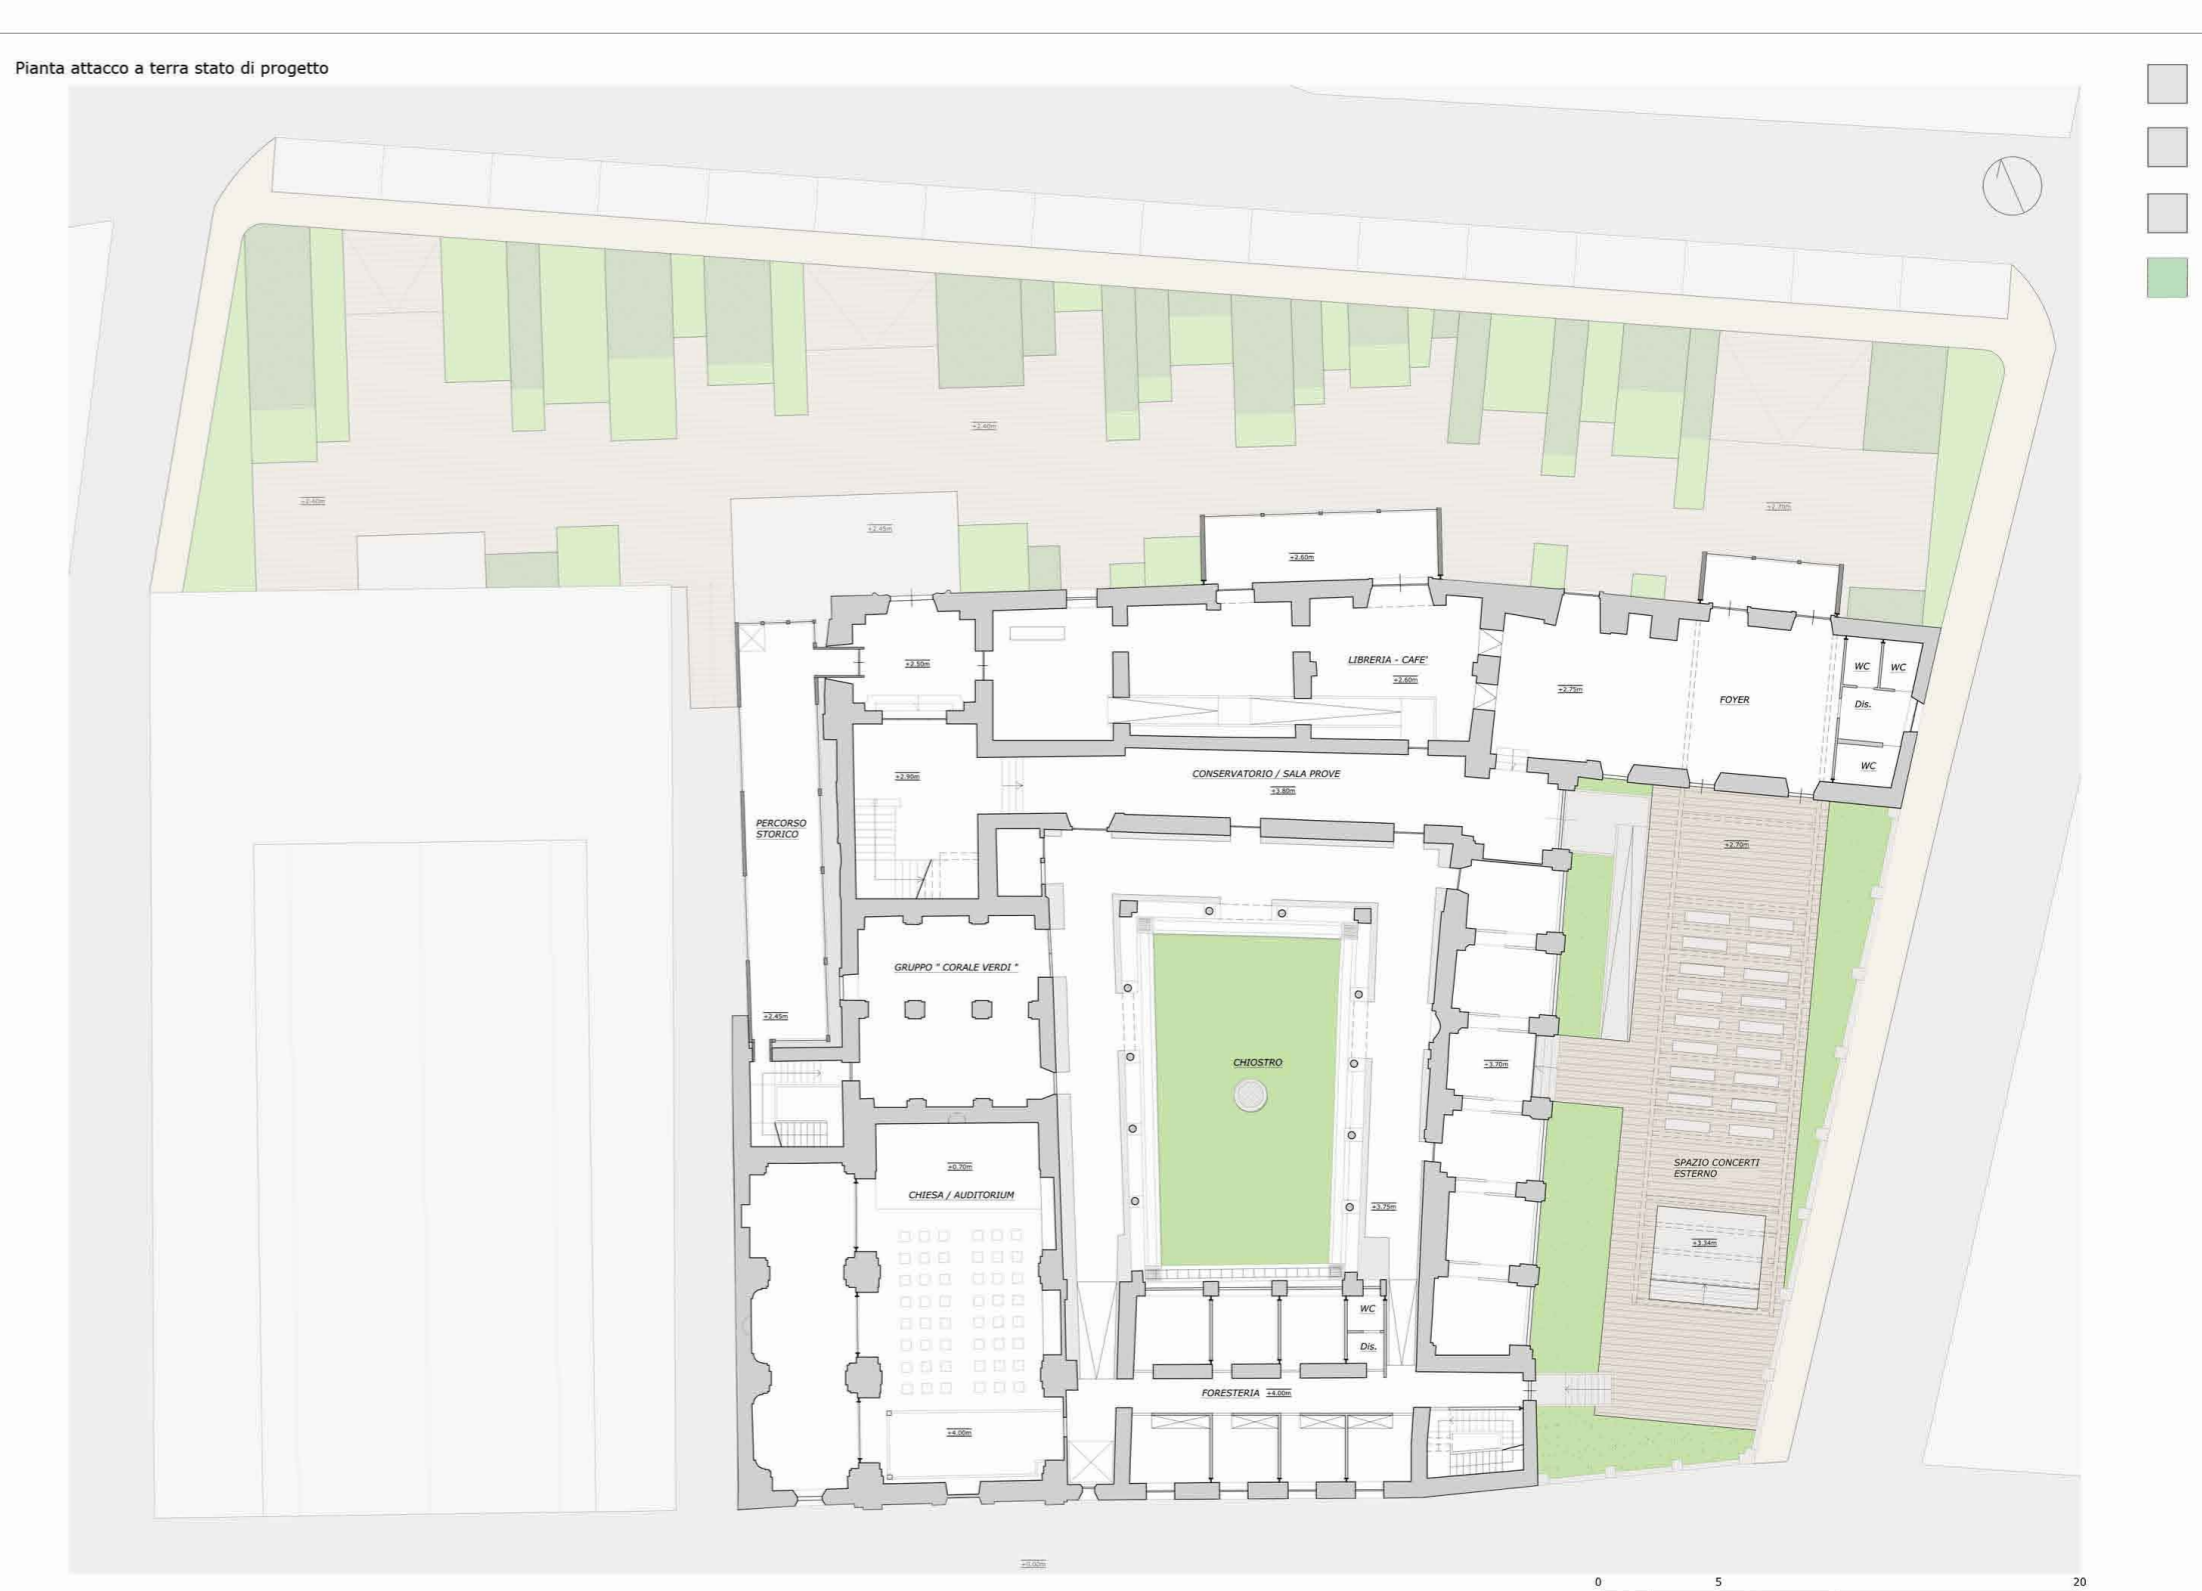 Pianta attacco a terra stato di progetto
+2.40m
+2.40m
+2.70m
+2.45m
+2.60m
+2.50m
LIBRERIA - CAFE'
+2.60m
+2.75m
FOYER
WC
WC
Dis.
WC
+2.90m
CONSERVATORIO / SALA PROVE
+3.80m
PERCORSO
STORICO
+2.70m
GRUPPO " CORALE VERDI "
+2.45m
CHIOSTRO
+3.70m
SPAZIO CONCERTI
ESTERNO
+0.70m
CHIESA / AUDITORIUM
+3.75m
+3.34m
WC
Dis.
FORESTERIA +4.00m
+4.00m
+0.00m
0 5 20